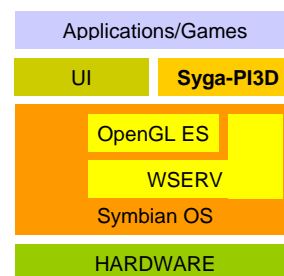 Applications/Games
UI
Syga-PI3D
OpenGL ES
WSERV
Symbian OS
HARDWARE